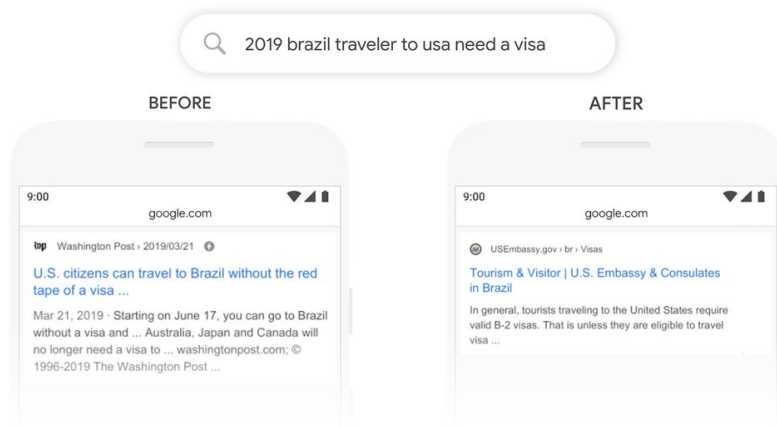 2019 brazil traveler to usa need a visa
BEFORE
AFTER
9:00
google.com
wp Washington Post › 2019/03/21
U.S. citizens can travel to Brazil without the red
tape of a visa ...
Mar 21, 2019 · Starting on June 17, you can go to Brazil
without a visa and ... Australia, Japan and Canada will
no longer need a visa to ... washingtonpost.com; ©
1996-2019 The Washington Post ...
9:00
google.com
USEmbassy.gov › br › Visas
Tourism & Visitor | U.S. Embassy & Consulates
in Brazil
In general, tourists traveling to the United States require
valid B-2 visas. That is unless they are eligible to travel
visa ...